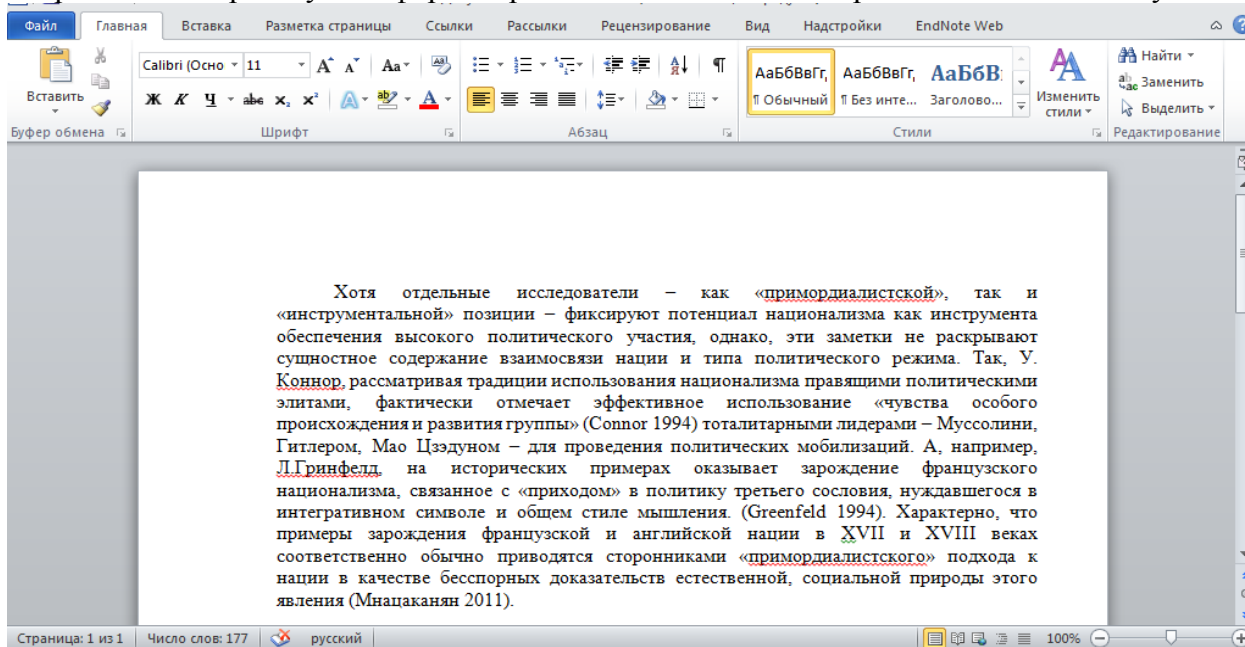 Файл Главная Вставка Разметка страницы Ссылки Рассылки Рецензирование Вид Надстройки EndNote Web
Calibri (Осно 11 Aa
Вставить
Ж К Ч abc x₂ x² A ab A
АаБбВвГг, АаБбВвГг, АаБбВ:
¶ Обычный ¶ Без инте... Заголово...
Изменить стили
Найти
Заменить
Выделить
Буфер обмена Шрифт Абзац Стили Редактирование
Хотя отдельные исследователи – как «примордиалистской», так и
«инструментальной» позиции – фиксируют потенциал национализма как инструмента
обеспечения высокого политического участия, однако, эти заметки не раскрывают
сущностное содержание взаимосвязи нации и типа политического режима. Так, У.
Коннор, рассматривая традиции использования национализма правящими политическими
элитами, фактически отмечает эффективное использование «чувства особого
происхождения и развития группы» (Connor 1994) тоталитарными лидерами – Муссолини,
Гитлером, Мао Цзэдуном – для проведения политических мобилизаций. А, например,
Л.Гринфелд, на исторических примерах оказывает зарождение французского
национализма, связанное с «приходом» в политику третьего сословия, нуждавшегося в
интегративном символе и общем стиле мышления. (Greenfeld 1994). Характерно, что
примеры зарождения французской и английской нации в XVII и XVIII веках
соответственно обычно приводятся сторонниками «примордиалистского» подхода к
нации в качестве бесспорных доказательств естественной, социальной природы этого
явления (Мнацаканян 2011).
Страница: 1 из 1 Число слов: 177 русский 100%